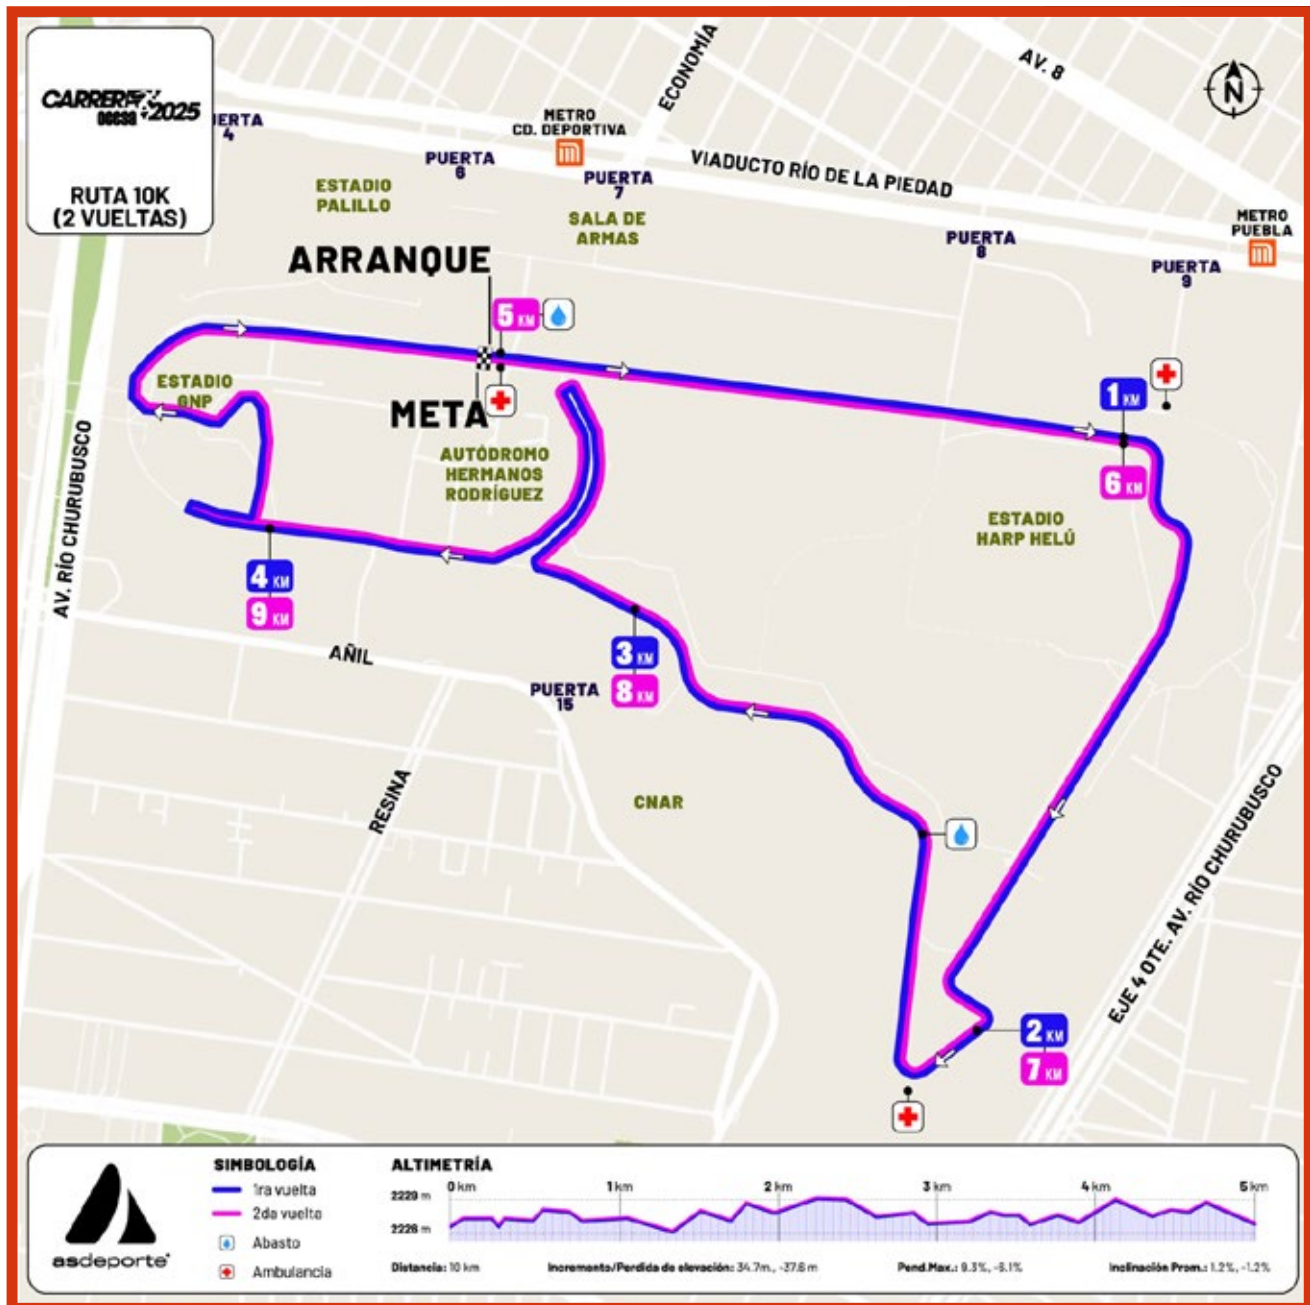 CARRERA
ocesa 2025
RUTA 10K
(2 VUELTAS)
ERTA
4
PUERTA
6
METRO
CD. DEPORTIVA
ECONOMÍA
AV. 8
N
PUERTA
7
VIADUCTO RÍO DE LA PIEDAD
ESTADIO
PALILLO
SALA DE
ARMAS
PUERTA
8
METRO
PUEBLA
PUERTA
9
ARRANQUE
5 KM
ESTADIO
GNP
META
1 KM
6 KM
AUTÓDROMO
HERMANOS
RODRÍGUEZ
ESTADIO
HARP HELÚ
AV. RÍO CHURUBUSCO
4 KM
9 KM
AÑIL
3 KM
8 KM
PUERTA
15
RESINA
CNAR
EJE 4 OTE. AV. RÍO CHURUBUSCO
2 KM
7 KM
asdeporte
SIMBOLOGÍA
1ra vuelta
2da vuelta
Abasto
Ambulancia
ALTIMETRÍA
0 km 1 km 2 km 3 km 4 km 5 km
2229 m
2226 m
Distancia: 10 km
Incremento/Perdida de elevación: 34.7m., -37.6 m
Pend.Max.: 9.3%, -6.1%
Inclinación Prom.: 1.2%, -1.2%